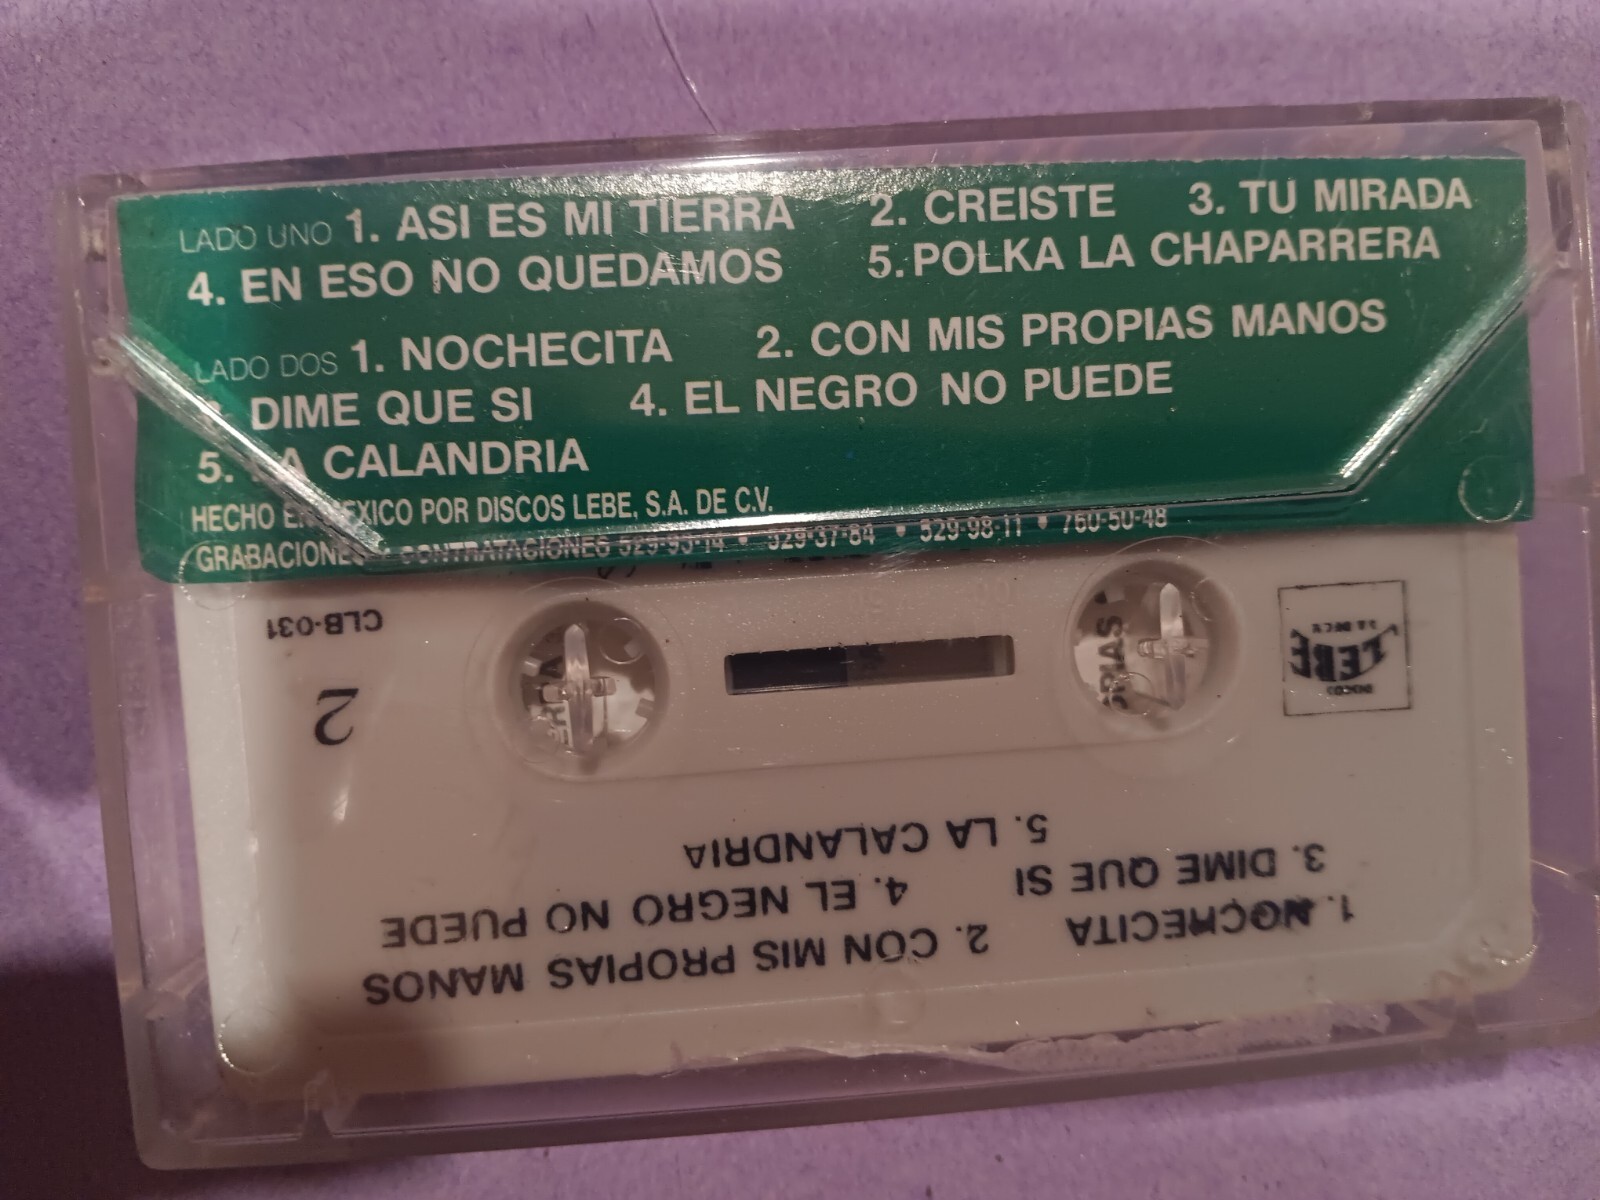 LADO UNO 1. ASI ES MI TIERRA 2. CREISTE 3. TU MIRADA
4. EN ESO NO QUEDAMOS 5. POLKA LA CHAPARRERA
LADO DOS 1. NOCHECITA 2. CON MIS PROPIAS MANOS
DIME QUE SI 4. EL NEGRO NO PUEDE
5. LA CALANDRIA
HECHO EN MEXICO POR DISCOS LEBE, S.A. DE C.V.
GRABACIONES Y CONTRATACIONES 529-95-14 • 529-37-84 • 529-98-11 • 760-50-48
1. NOCHECITA 2. CON MIS PROPIAS MANOS
3. DIME QUE SI 4. EL NEGRO NO PUEDE
5. LA CALANDRIA
DISCOS
LEBE
S.A. DE C.V.
2
CLB-031